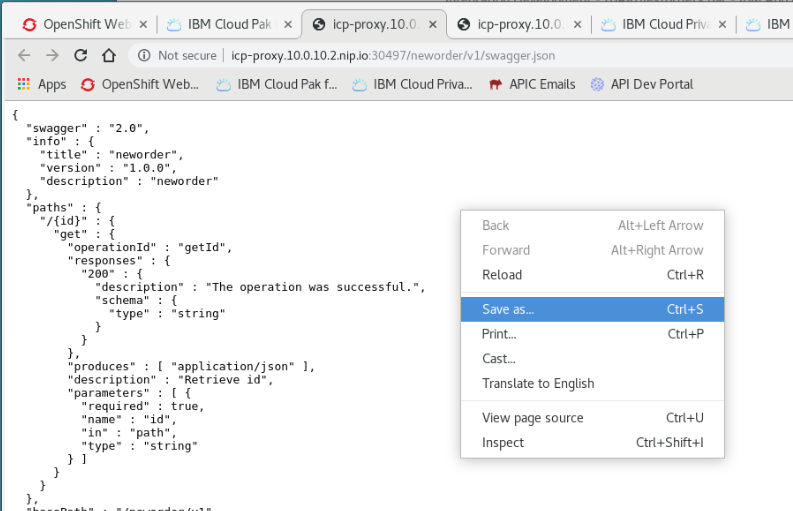 OpenShift Web
IBM Cloud Pak
icp-proxy.10.0.
icp-proxy.10.0.
IBM Cloud Priva
IBM
Not secure | icp-proxy.10.0.10.2.nip.io:30497/neworder/v1/swagger.json
Apps OpenShift Web... IBM Cloud Pak f... IBM Cloud Priva... APIC Emails API Dev Portal
{
"swagger" : "2.0",
"info" : {
"title" : "neworder",
"version" : "1.0.0",
"description" : "neworder"
},
"paths" : {
"/{id}" : {
"get" : {
"operationId" : "getId",
"responses" : {
"200" : {
"description" : "The operation was successful.",
"schema" : {
"type" : "string"
}
}
},
"produces" : [ "application/json" ],
"description" : "Retrieve id",
"parameters" : [ {
"required" : true,
"name" : "id",
"in" : "path",
"type" : "string"
} ]
}
}
},
Back Alt+Left Arrow
Forward Alt+Right Arrow
Reload Ctrl+R
Save as... Ctrl+S
Print... Ctrl+P
Cast...
Translate to English
View page source Ctrl+U
Inspect Ctrl+Shift+I